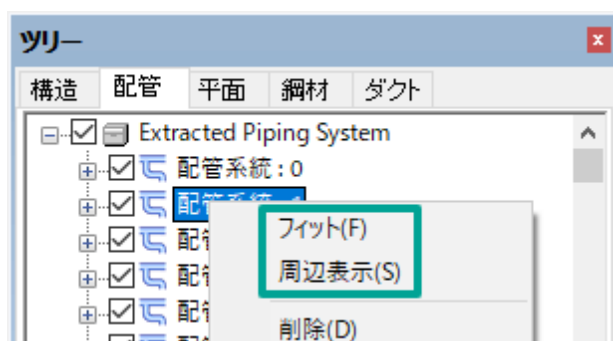 ツリー
構造 配管 平面 鋼材 ダクト
Extracted Piping System
配管系統 : 0
フィット(F)
周辺表示(S)
削除(D)